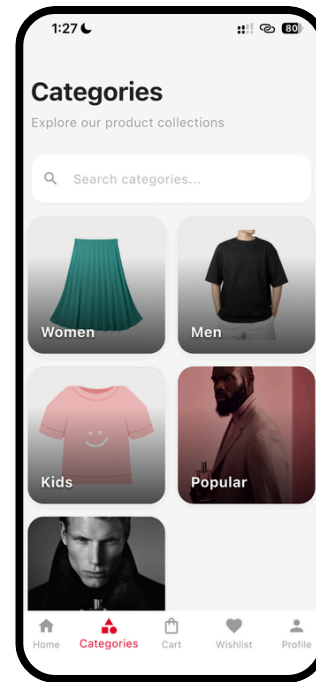 1:27
80
Categories
Explore our product collections
Search categories...
Women
Men
Kids
Popular
Home
Categories
Cart
Wishlist
Profile